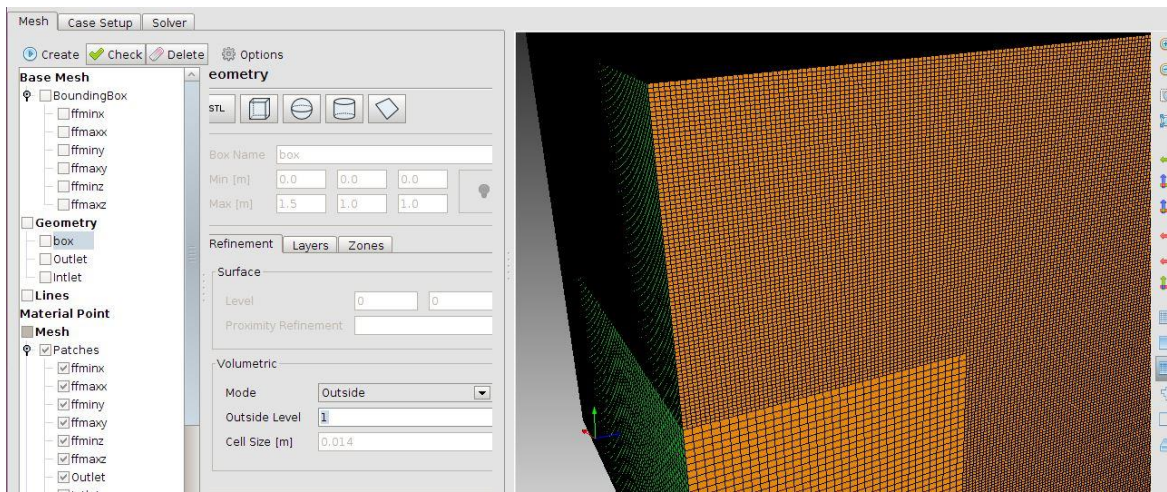 Mesh Case Setup Solver
Create Check Delete Options
Base Mesh
BoundingBox
ffminx
ffmaxx
ffminy
ffmaxy
ffminz
ffmaxz
Geometry
box
Outlet
Intlet
Lines
Material Point
Mesh
Patches
ffminx
ffmaxx
ffminy
ffmaxy
ffminz
ffmaxz
Outlet
eometry
STL
Box Name box
Min [m] 0.0 0.0 0.0
Max [m] 1.5 1.0 1.0
Refinement Layers Zones
Surface
Level 0 0
Proximity Refinement
Volumetric
Mode Outside
Outside Level 1
Cell Size [m] 0.014